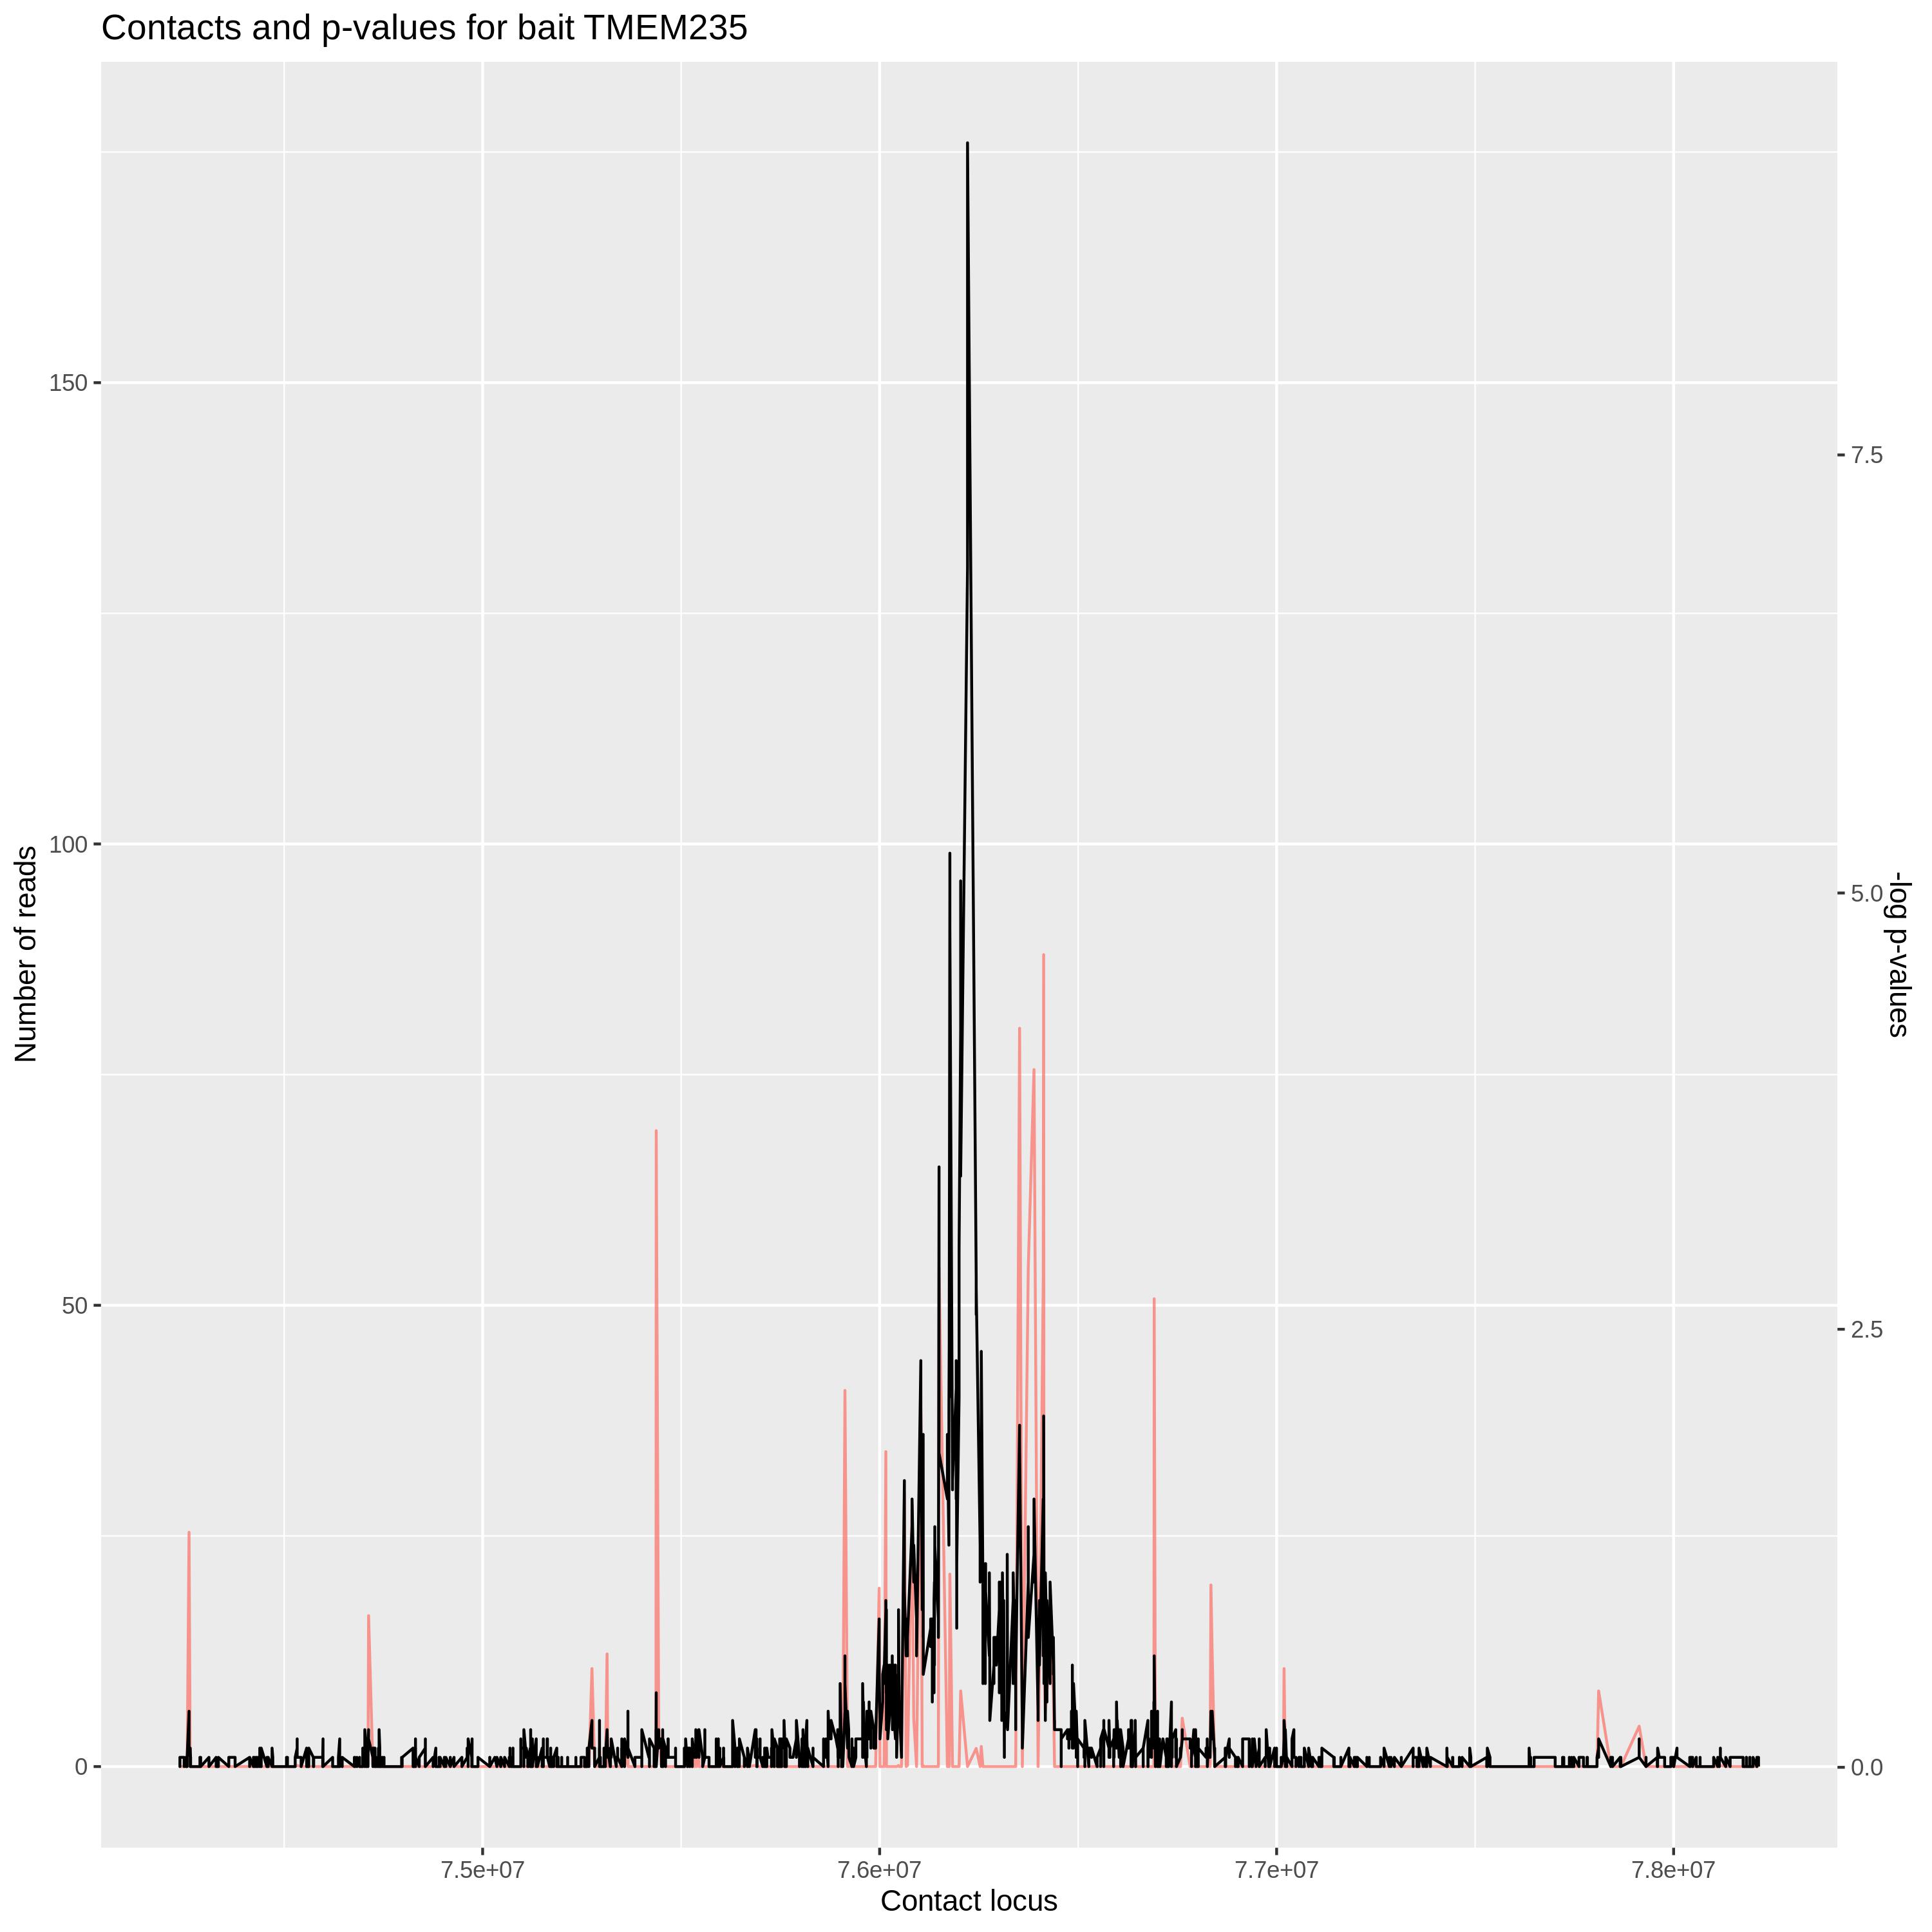 Contacts and p-values for bait TMEM235
Number of reads
150
100
50
0
7.5
5.0
2.5
0.0
-log p-values
7.5e+07 7.6e+07 7.7e+07 7.8e+07
Contact locus